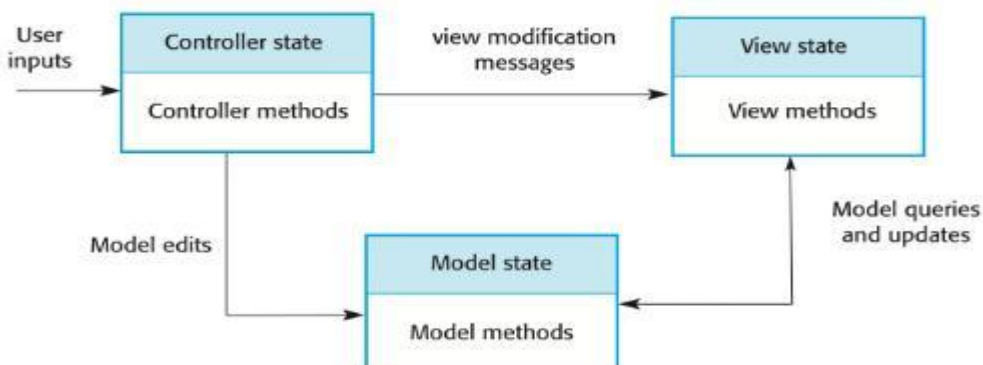 User
inputs
Controller state
Controller methods
view modification
messages
View state
View methods
Model edits
Model state
Model methods
Model queries
and updates